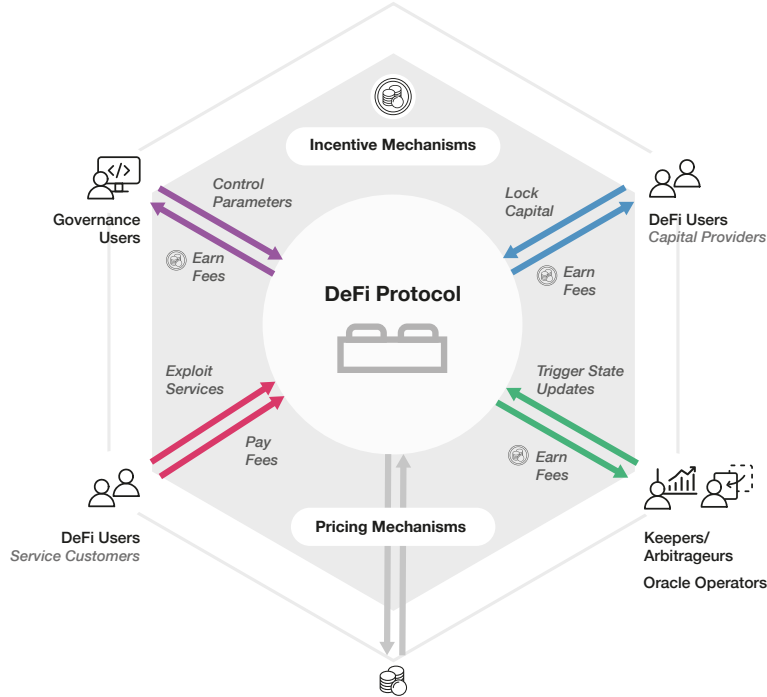 Incentive Mechanisms
Control
Parameters
Lock
Capital
Governance
Users
DeFi Users
Capital Providers
Earn
Fees
Earn
Fees
DeFi Protocol
Exploit
Services
Trigger State
Updates
Pay
Fees
Earn
Fees
Pricing Mechanisms
DeFi Users
Service Customers
Keepers/
Arbitrageurs
Oracle Operators